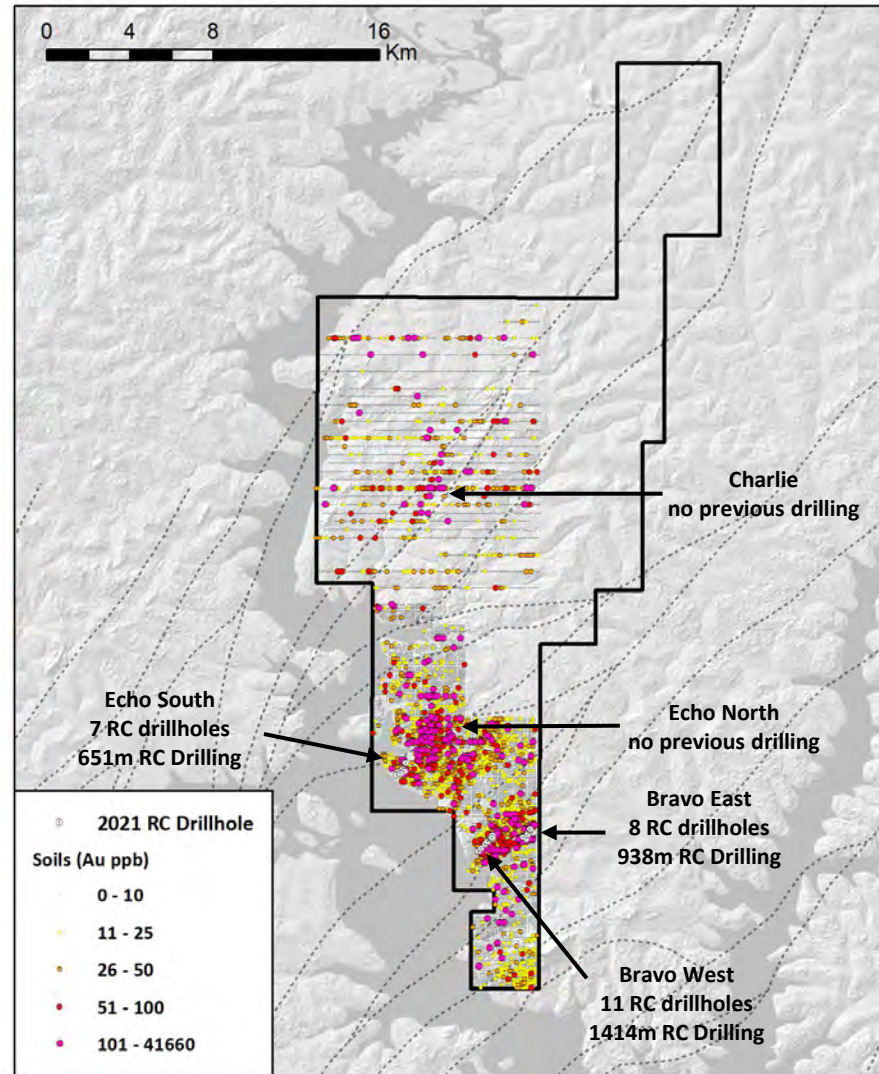 0 4 8 16
Km
Charlie
no previous drilling
Echo South
7 RC drillholes
651m RC Drilling
Echo North
no previous drilling
Bravo East
8 RC drillholes
938m RC Drilling
Bravo West
11 RC drillholes
1414m RC Drilling
2021 RC Drillhole
Soils (Au ppb)
0 - 10
11 - 25
26 - 50
51 - 100
101 - 41660